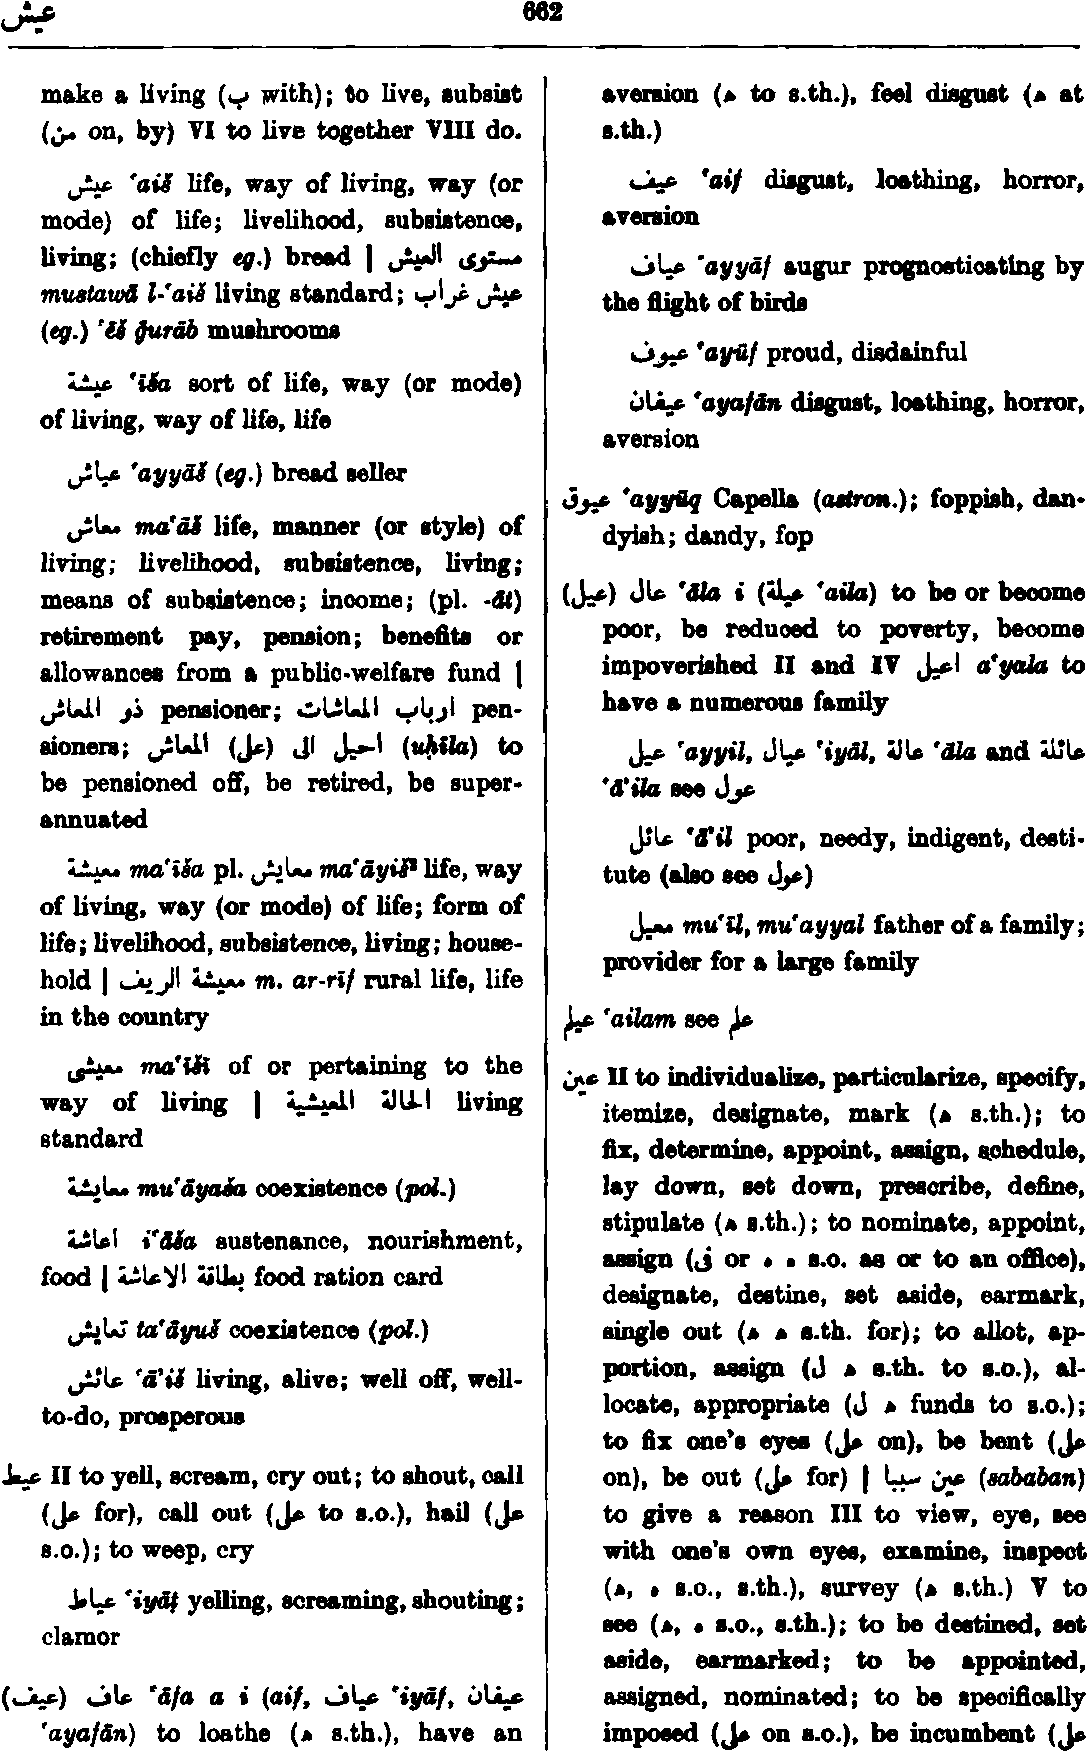 عيش
662
make a living (ب with); to live, subsist
(من on, by) VI to live together VIII do.
عيش ‘aiš life, way of living, way (or
mode) of life; livelihood, subsistence,
living; (chiefly eg.) bread | مستوى العيش
mustawā l-‘aiš living standard; عيش غراب
(eg.) ‘ēš ḡurāb mushrooms
عيشة ‘īša sort of life, way (or mode)
of living, way of life, life
عياش ‘ayyāš (eg.) bread seller
معاش ma‘āš life, manner (or style) of
living; livelihood, subsistence, living;
means of subsistence; income; (pl. -āt)
retirement pay, pension; benefits or
allowances from a public-welfare fund |
ذو المعاش pensioner; ارباب المعاشات pen-
sioners; احيل الى (على) المعاش (uḥīla) to
be pensioned off, be retired, be super-
annuated
معيشة ma‘īša pl. معايش ma‘āyiš² life, way
of living, way (or mode) of life; form of
life; livelihood, subsistence, living; house-
hold | معيشة الريف m. ar-rīf rural life, life
in the country
معيشى ma‘īšī of or pertaining to the
way of living | الحالة المعيشية living
standard
معايشة mu‘āyaša coexistence (pol.)
اعاشة i‘āša sustenance, nourishment,
food | بطاقة الاعاشة food ration card
تعايش ta‘āyuš coexistence (pol.)
عائش ‘ā’iš living, alive; well off, well-
to-do, prosperous
عيط II to yell, scream, cry out; to shout, call
(على for), call out (على to s.o.), hail (على
s.o.); to weep, cry
عياط ‘iyāṭ yelling, screaming, shouting;
clamor
(عيف) عاف ‘āfa a i (aif, عياف ‘iyāf, عيفان
‘ayafān) to loathe (ه s.th.), have an
aversion (ه to s.th.), feel disgust (ه at
s.th.)
عيف ‘aif disgust, loathing, horror,
aversion
عياف ‘ayyāf augur prognosticating by
the flight of birds
عيوف ‘ayūf proud, disdainful
عيفان ‘ayafān disgust, loathing, horror,
aversion
عيوق ‘ayyūq Capella (astron.); foppish, dan-
dyish; dandy, fop
(عيل) عال ‘āla i (عيلة ‘aila) to be or become
poor, be reduced to poverty, become
impoverished II and IV اعيل a‘yala to
have a numerous family
عيل ‘ayyil, عيال ‘iyāl, عالة ‘āla and عائلة
‘ā’ila see عول
عائل ‘ā’il poor, needy, indigent, desti-
tute (also see عول)
معيل mu‘īl, mu‘ayyal father of a family;
provider for a large family
عيلم ‘ailam see علم
عين II to individualize, particularize, specify,
itemize, designate, mark (ه s.th.); to
fix, determine, appoint, assign, schedule,
lay down, set down, prescribe, define,
stipulate (ه s.th.); to nominate, appoint,
assign (فى or ه ه s.o. as or to an office),
designate, destine, set aside, earmark,
single out (ه ه s.th. for); to allot, ap-
portion, assign (ل ه s.th. to s.o.), al-
locate, appropriate (ل ه funds to s.o.);
to fix one's eyes (على on), be bent (على
on), be out (على for) | عين سببا (sababan)
to give a reason III to view, eye, see
with one's own eyes, examine, inspect
(ه, ه s.o., s.th.), survey (ه s.th.) V to
see (ه, ه s.o., s.th.); to be destined, set
aside, earmarked; to be appointed,
assigned, nominated; to be specifically
imposed (على on s.o.), be incumbent (على